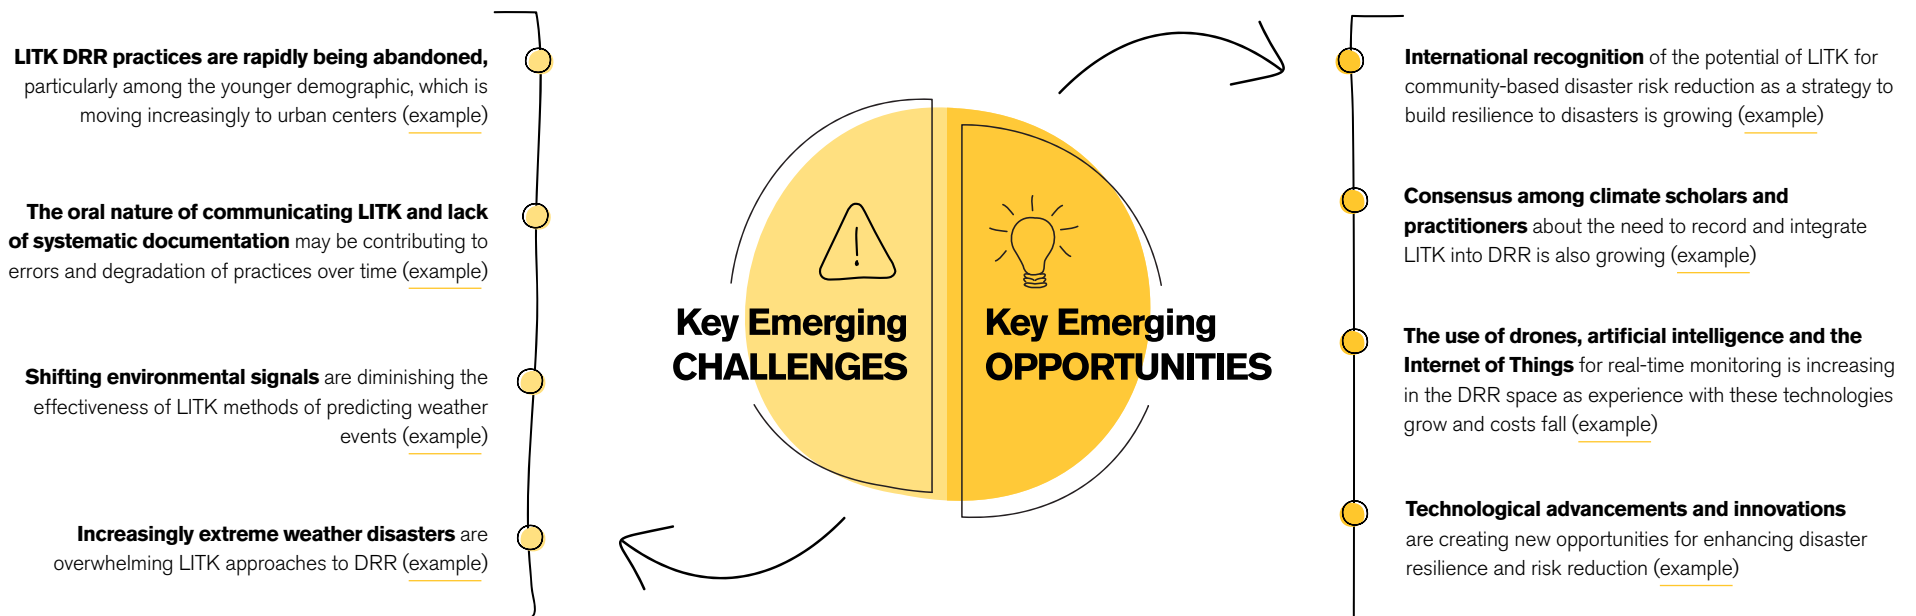 LITK DRR practices are rapidly being abandoned,
particularly among the younger demographic, which is
moving increasingly to urban centers (example)
The oral nature of communicating LITK and lack
of systematic documentation may be contributing to
errors and degradation of practices over time (example)
Shifting environmental signals are diminishing the
effectiveness of LITK methods of predicting weather
events (example)
Increasingly extreme weather disasters are
overwhelming LITK approaches to DRR (example)
Key Emerging
CHALLENGES
Key Emerging
OPPORTUNITIES
International recognition of the potential of LITK for
community-based disaster risk reduction as a strategy to
build resilience to disasters is growing (example)
Consensus among climate scholars and
practitioners about the need to record and integrate
LITK into DRR is also growing (example)
The use of drones, artificial intelligence and the
Internet of Things for real-time monitoring is increasing
in the DRR space as experience with these technologies
grow and costs fall (example)
Technological advancements and innovations
are creating new opportunities for enhancing disaster
resilience and risk reduction (example)